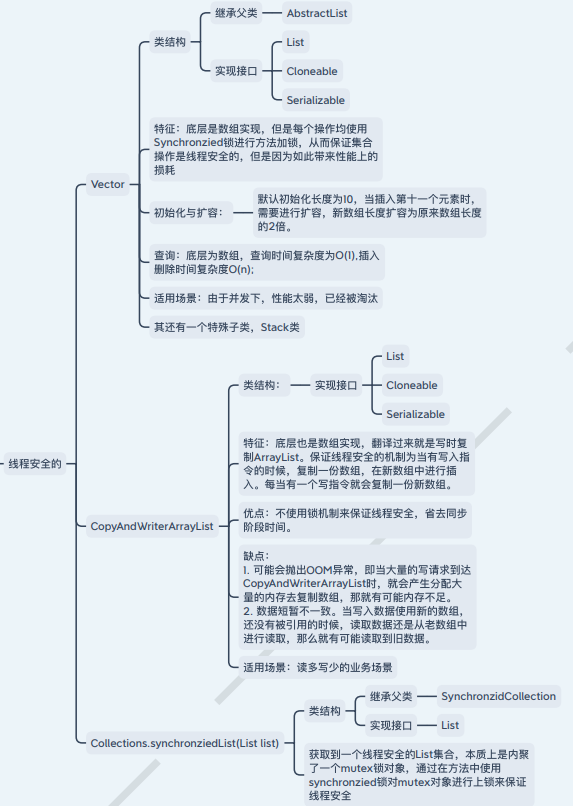 线程安全的
Vector
类结构
继承父类
AbstractList
实现接口
List
Cloneable
Serializable
特征：底层是数组实现，但是每个操作均使用
Synchronzied锁进行方法加锁，从而保证集合
操作是线程安全的，但是因为如此带来性能上的
损耗
初始化与扩容：
默认初始化长度为10，当插入第十一个元素时，
需要进行扩容，新数组长度扩容为原来数组长度
的2倍。
查询：底层为数组，查询时间复杂度为O(1),插入
删除时间复杂度O(n);
适用场景：由于并发下，性能太弱，已经被淘汰
其还有一个特殊子类，Stack类
CopyAndWriterArrayList
类结构：
实现接口
List
Cloneable
Serializable
特征：底层也是数组实现，翻译过来就是写时复
制ArrayList。保证线程安全的机制为当有写入指
令的时候，复制一份数组，在新数组中进行插
入。每当有一个写指令就会复制一份新数组。
优点：不使用锁机制来保证线程安全，省去同步
阶段时间。
缺点：
1. 可能会抛出OOM异常，即当大量的写请求到达
CopyAndWriterArrayList时，就会产生分配大
量的内存去复制数组，那就有可能内存不足。
2. 数据短暂不一致。当写入数据使用新的数组，
还没有被引用的时候，读取数据还是从老数组中
进行读取，那么就有可能读取到旧数据。
适用场景：读多写少的业务场景
Collections.synchronziedList(List list)
类结构
继承父类
SynchronzidCollection
实现接口
List
获取到一个线程安全的List集合，本质上是内聚
了一个mutex锁对象，通过在方法中使用
synchronzied锁对mutex对象进行上锁来保证
线程安全